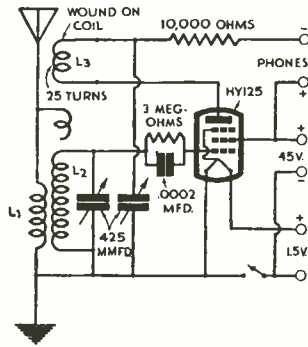 WOUND ON
COIL
10,000 OHMS
−
PHONES
+
L3
25 TURNS
3 MEG-
OHMS
HY125
+
45V.
−
L2
.0002
MFD.
L1
425
MMFD.
+
1.5V.
−